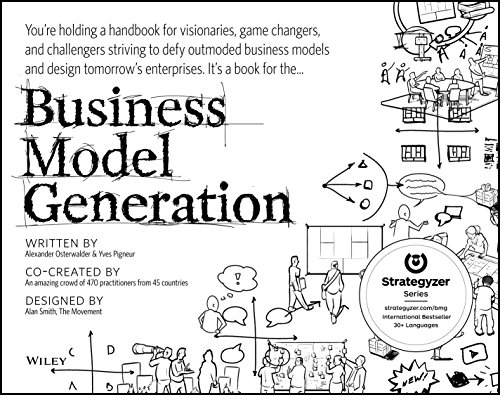 You're holding a handbook for visionaries, game changers,
and challengers striving to defy outmoded business models
and design tomorrow's enterprises. It's a book for the...
Business
Model
Generation
WRITTEN BY
Alexander Osterwalder & Yves Pigneur
CO-CREATED BY
An amazing crowd of 470 practitioners from 45 countries
DESIGNED BY
Alan Smith, The Movement
Strategyzer
Series
strategyzer.com/bmg
International Bestseller
30+ Languages
WILEY
C D
A B
NEW!